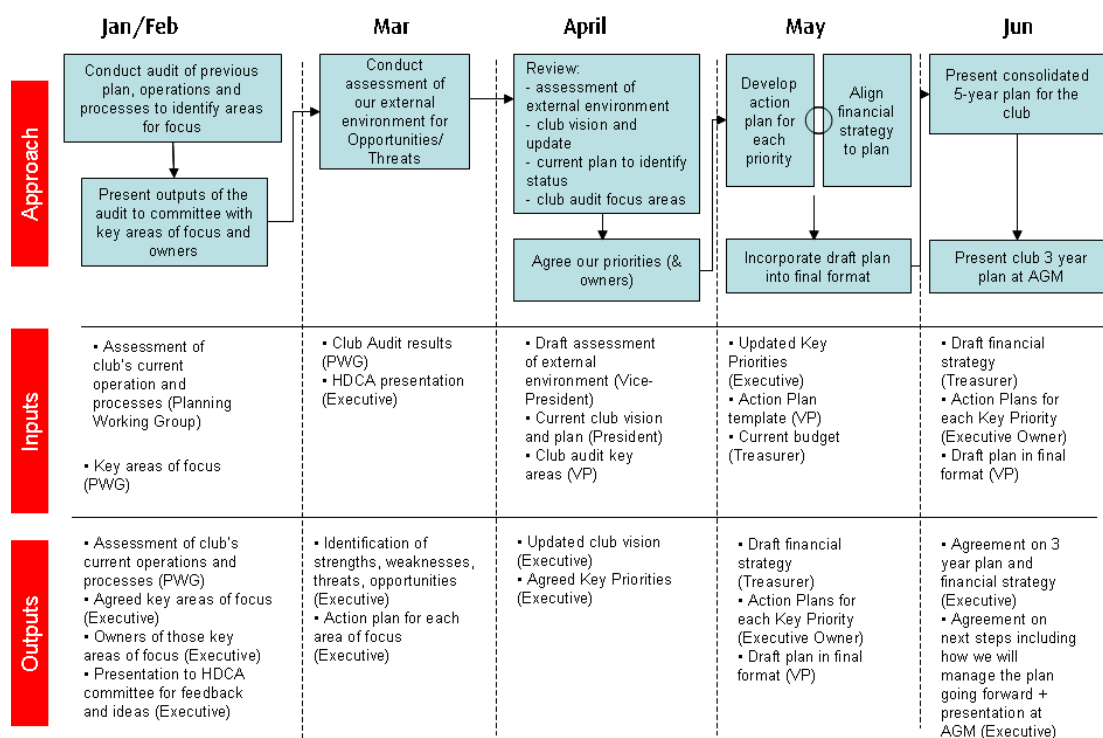 Jan/Feb
Mar
April
May
Jun
Approach
Conduct audit of previous
plan, operations and
processes to identify areas
for focus
Present outputs of the
audit to committee with
key areas of focus and
owners
Conduct
assessment of
our external
environment for
Opportunities/
Threats
Review:
- assessment of
external environment
- club vision and
update
- current plan to identify
status
- club audit focus areas
Agree our priorities (&
owners)
Develop
action
plan for
each
priority
Align
financial
strategy
to plan
Incorporate draft plan
into final format
Present consolidated
5-year plan for the
club
Present club 3 year
plan at AGM
Inputs
▪ Assessment of
club's current
operation and
processes (Planning
Working Group)
▪ Key areas of focus
(PWG)
▪ Club Audit results
(PWG)
▪ HDCA presentation
(Executive)
▪ Draft assessment
of external
environment (Vice-
President)
▪ Current club vision
and plan (President)
▪ Club audit key
areas (VP)
▪ Updated Key
Priorities
(Executive)
▪ Action Plan
template (VP)
▪ Current budget
(Treasurer)
▪ Draft financial
strategy
(Treasurer)
▪ Action Plans for
each Key Priority
(Executive Owner)
▪ Draft plan in final
format (VP)
Outputs
▪ Assessment of club's
current operations and
processes (PWG)
▪ Agreed key areas of focus
(Executive)
▪ Owners of those key
areas of focus (Executive)
▪ Presentation to HDCA
committee for feedback
and ideas (Executive)
▪ Identification of
strengths, weaknesses,
threats, opportunities
(Executive)
▪ Action plan for each
area of focus
(Executive)
▪ Updated club vision
(Executive)
▪ Agreed Key Priorities
(Executive)
▪ Draft financial
strategy
(Treasurer)
▪ Action Plans for
each Key Priority
(Executive Owner)
▪ Draft plan in final
format (VP)
▪ Agreement on 3
year plan and
financial strategy
(Executive)
▪ Agreement on
next steps including
how we will
manage the plan
going forward +
presentation at
AGM (Executive)